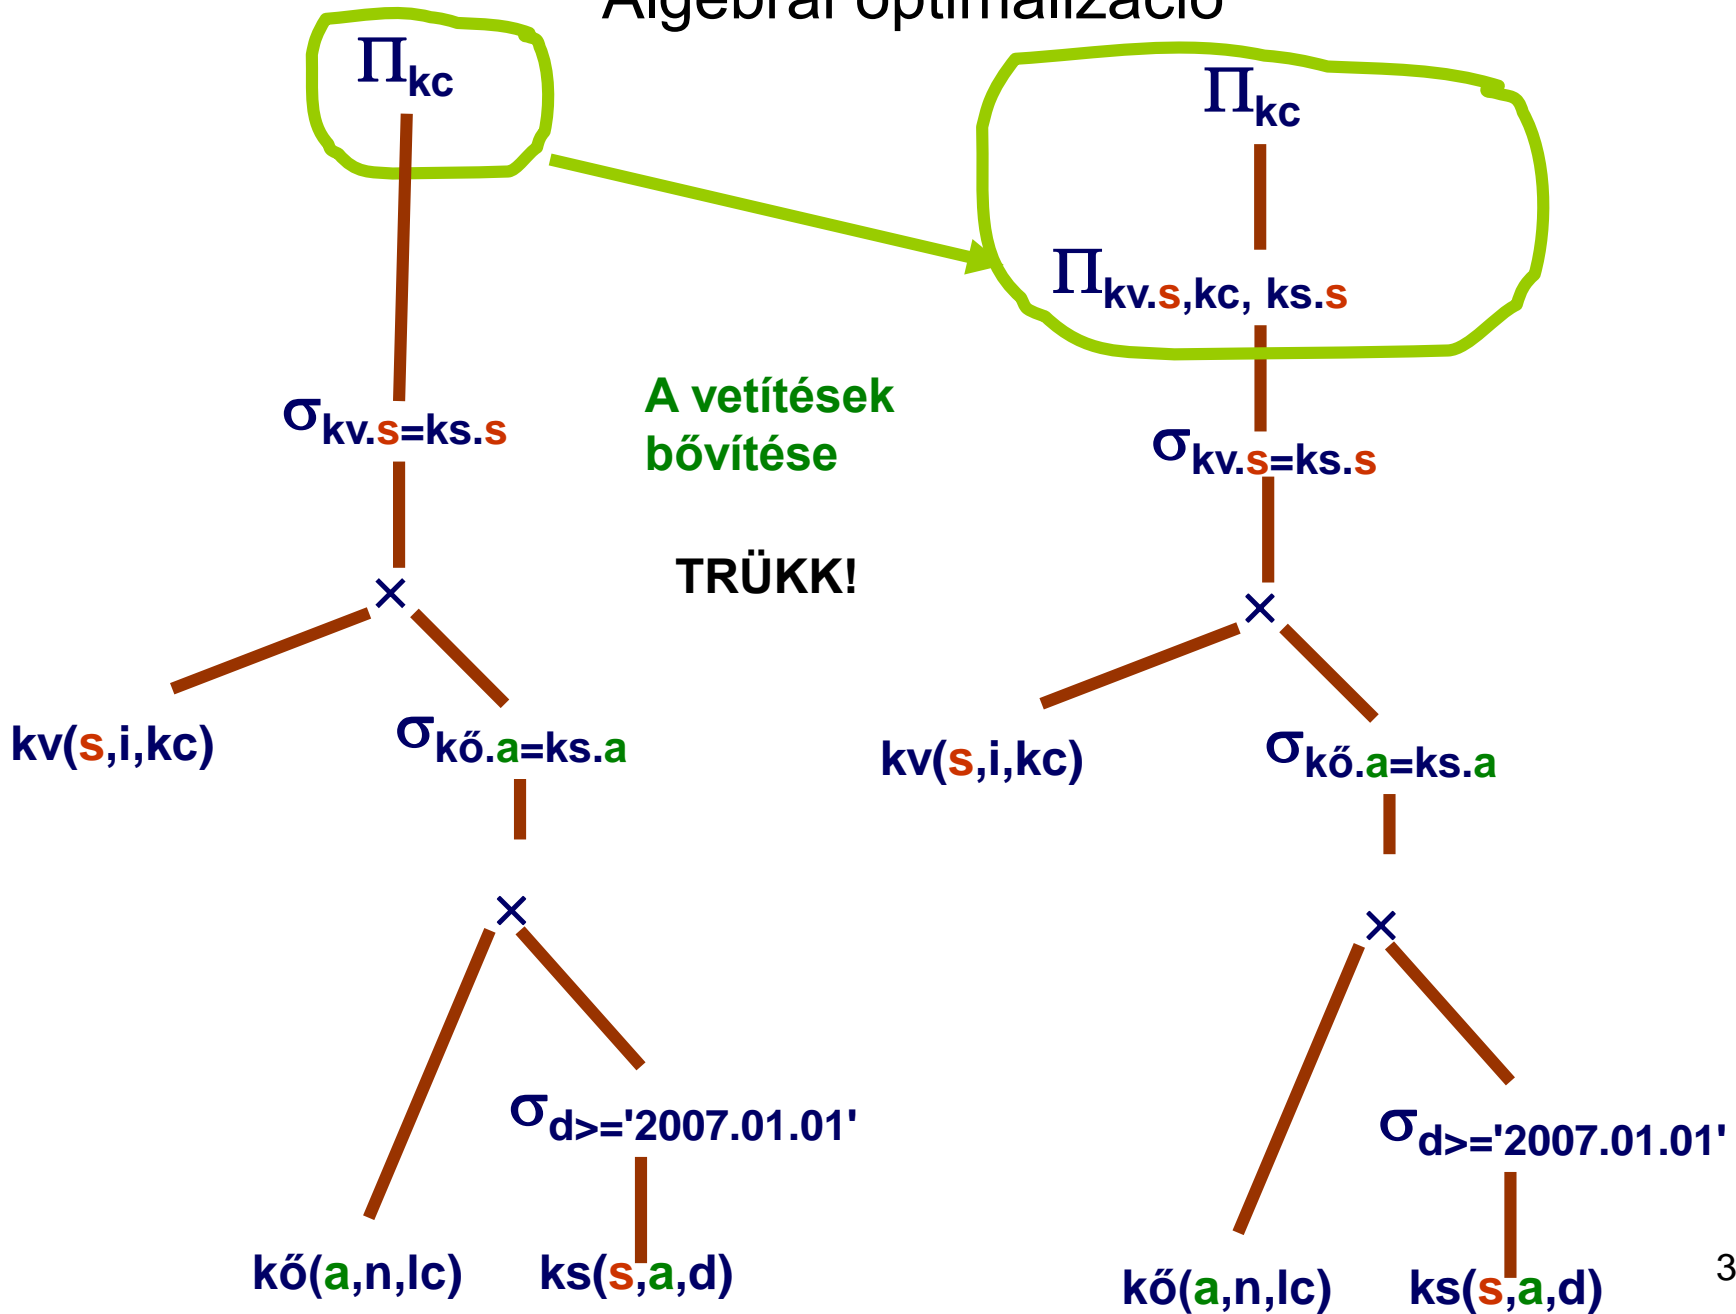 Algebrai optimalizáció
Πkc
σkv.s=ks.s
×
kv(s,i,kc)
σkő.a=ks.a
×
σd>='2007.01.01'
kő(a,n,lc)
ks(s,a,d)
A vetítések
bővítése
TRÜKK!
Πkc
Πkv.s,kc, ks.s
σkv.s=ks.s
×
kv(s,i,kc)
σkő.a=ks.a
×
σd>='2007.01.01'
kő(a,n,lc)
ks(s,a,d)
3